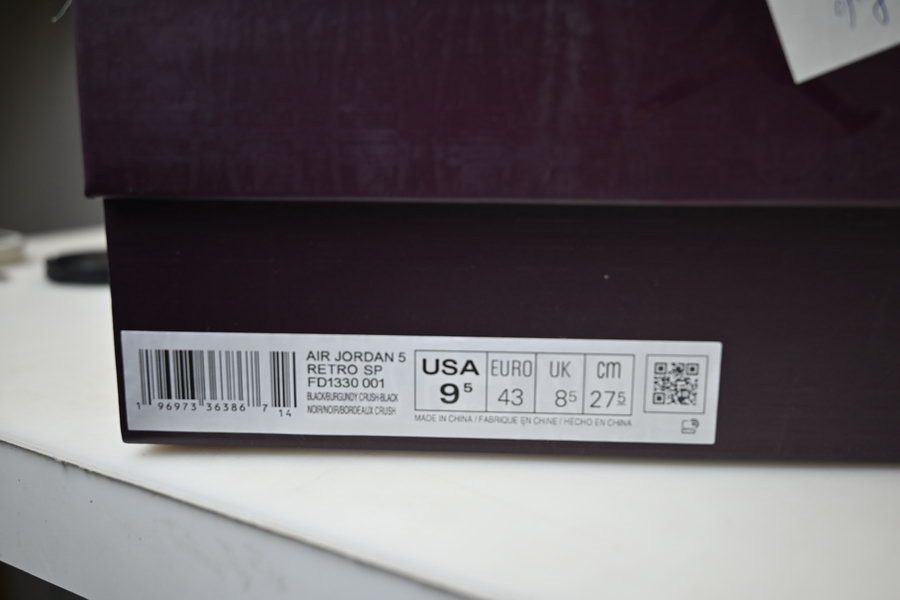 AIR JORDAN 5
RETRO SP
FD1330 001
BLACK/BURGUNDY CRUSH-BLACK
NOIR/NOIR/BORDEAUX CRUSH
1 96973 36386 7 14
USA EURO UK CM
9⁵ 43 8⁵ 27⁵
MADE IN CHINA / FABRIQUE EN CHINE / HECHO EN CHINA